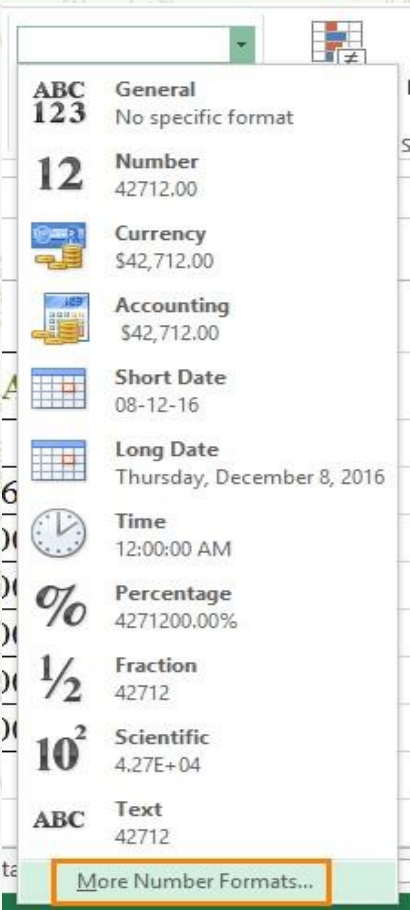 ABC
123
General
No specific format
12
Number
42712.00
Currency
$42,712.00
123
Accounting
$42,712.00
Short Date
08-12-16
Long Date
Thursday, December 8, 2016
Time
12:00:00 AM
%
Percentage
4271200.00%
½
Fraction
42712
10²
Scientific
4.27E+04
ABC
Text
42712
More Number Formats...